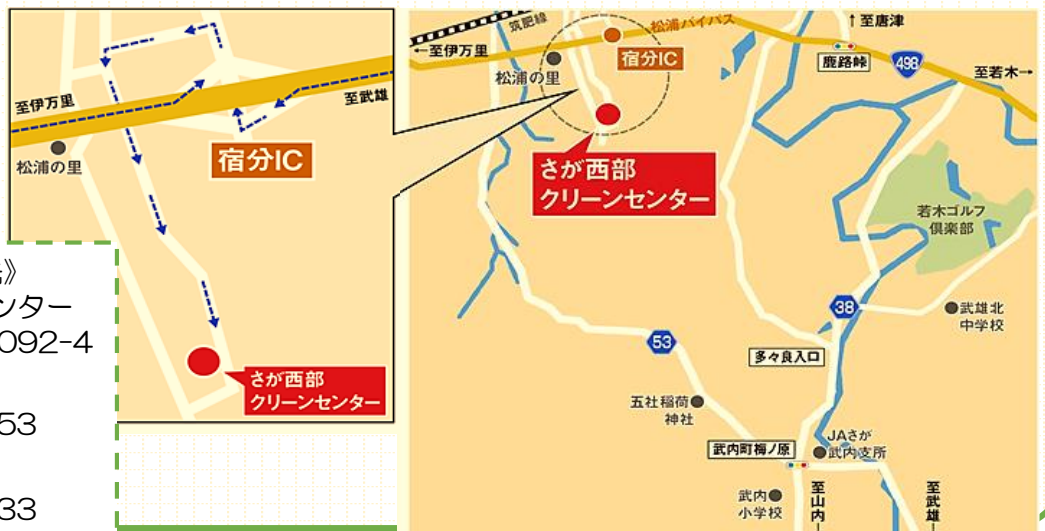 至伊万里
至武雄
松浦の里
宿分IC
さが西部
クリーンセンター
》
ンター
092-4
53
33
筑肥線
松浦バイパス
↑至唐津
←至伊万里
宿分IC
鹿路峠
498
至若木→
松浦の里
さが西部
クリーンセンター
若木ゴルフ
倶楽部
38
武雄北
中学校
53
多々良入口
五社稲荷
神社
武内町梅ノ原
JAさが
武内支所
武内
小学校
至山内
至武雄